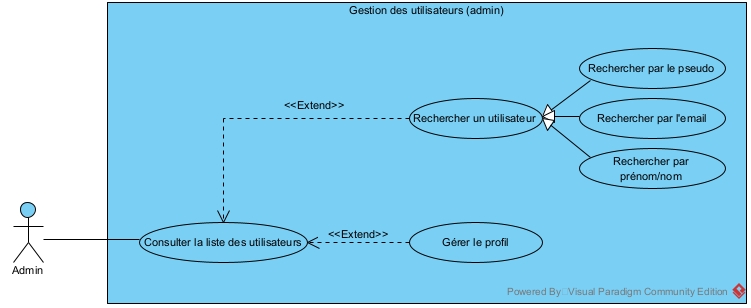 Gestion des utilisateurs (admin)
Rechercher par le pseudo
<<Extend>>
Rechercher un utilisateur
Rechercher par l'email
Rechercher par
prénom/nom
Consulter la liste des utilisateurs
<<Extend>>
Gérer le profil
Admin
Powered By Visual Paradigm Community Edition